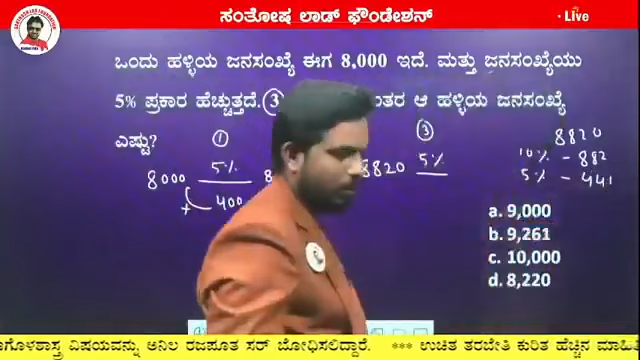 ಸಂತೋಷ ಲಾಡ್ ಫೌಂಡೇಶನ್
Live
ಒಂದು ಹಳ್ಳಿಯ ಜನಸಂಖ್ಯೆ ಈಗ 8,000 ಇದೆ. ಮತ್ತು ಜನಸಂಖ್ಯೆಯು
5% ಪ್ರಕಾರ ಹೆಚ್ಚುತ್ತದೆ. 3 ಆ ಹಳ್ಳಿಯ ಜನಸಂಖ್ಯೆ
ಎಷ್ಟು?
1
3
8820
10% - 882
5% - 441
8000 5%
+ 400
8820 5%
a. 9,000
b. 9,261
c. 10,000
d. 8,220
ವಿಷಯವನ್ನು ಅನಿಲ ರಜಪೂತ ಸರ್ ಬೋಧಿಸಲಿದ್ದಾರೆ. *** ಉಚಿತ ತರಬೇತಿ ಕುರಿತ ಹೆಚ್ಚಿನ